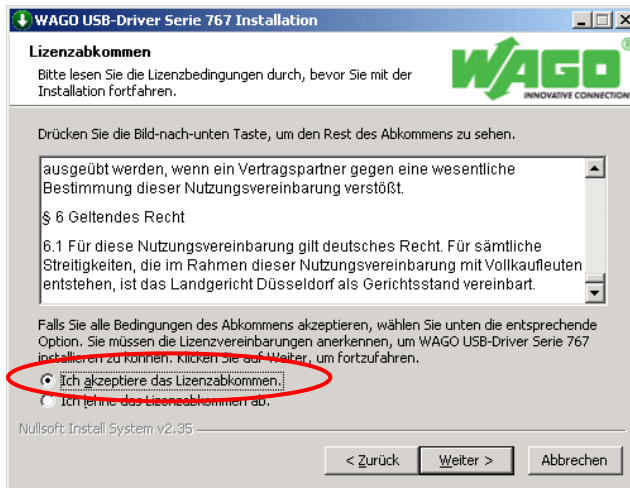 WAGO USB-Driver Serie 767 Installation
Lizenzabkommen
Bitte lesen Sie die Lizenzbedingungen durch, bevor Sie mit der
Installation fortfahren.
WAGO®
INNOVATIVE CONNECTION
Drücken Sie die Bild-nach-unten Taste, um den Rest des Abkommens zu sehen.
ausgeübt werden, wenn ein Vertragspartner gegen eine wesentliche
Bestimmung dieser Nutzungsvereinbarung verstößt.
§ 6 Geltendes Recht
6.1 Für diese Nutzungsvereinbarung gilt deutsches Recht. Für sämtliche
Streitigkeiten, die im Rahmen dieser Nutzungsvereinbarung mit Vollkaufleuten
entstehen, ist das Landgericht Düsseldorf als Gerichtsstand vereinbart.
Falls Sie alle Bedingungen des Abkommens akzeptieren, wählen Sie unten die entsprechende
Option. Sie müssen die Lizenzvereinbarungen anerkennen, um WAGO USB-Driver Serie 767
installieren zu können. Klicken Sie auf Weiter, um fortzufahren.
Ich akzeptiere das Lizenzabkommen.
Ich lehne das Lizenzabkommen ab.
Nullsoft Install System v2.35
< Zurück
Weiter >
Abbrechen